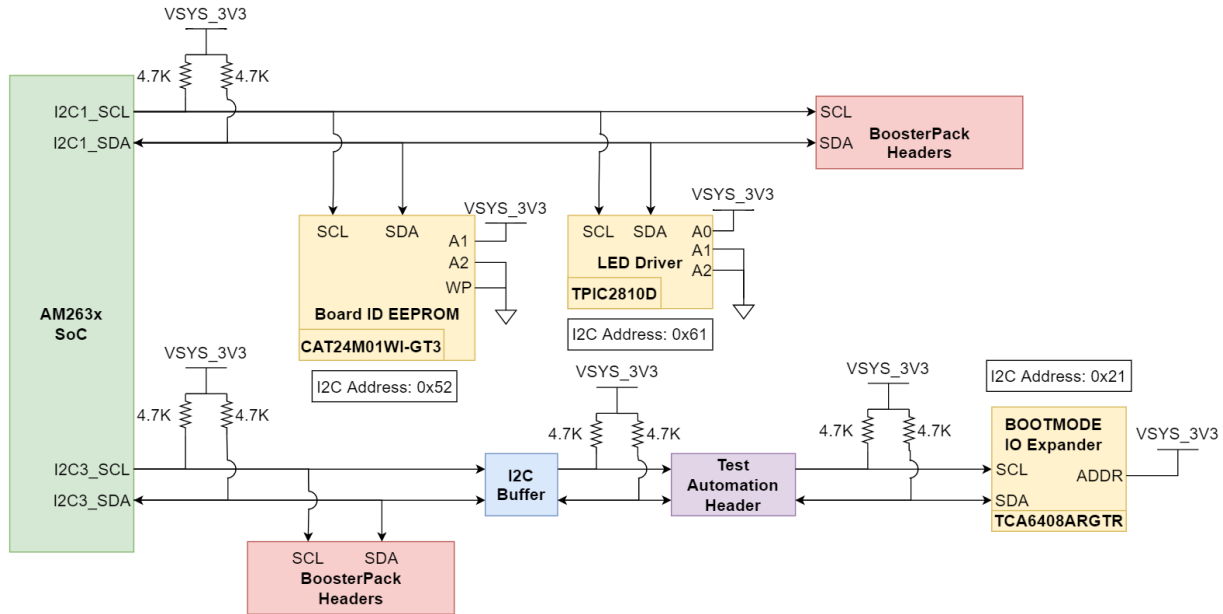 VSYS_3V3
4.7K
4.7K
I2C1_SCL
I2C1_SDA
SCL
SDA
BoosterPack
Headers
AM263x
SoC
SCL
SDA
A1
A2
WP
VSYS_3V3
Board ID EEPROM
CAT24M01WI-GT3
I2C Address: 0x52
SCL
SDA
A0
A1
A2
VSYS_3V3
LED Driver
TPIC2810D
I2C Address: 0x61
VSYS_3V3
4.7K
4.7K
I2C3_SCL
I2C3_SDA
SCL
SDA
BoosterPack
Headers
I2C
Buffer
VSYS_3V3
4.7K
4.7K
Test
Automation
Header
VSYS_3V3
4.7K
4.7K
I2C Address: 0x21
BOOTMODE
IO Expander
SCL
ADDR
SDA
TCA6408ARGTR
VSYS_3V3